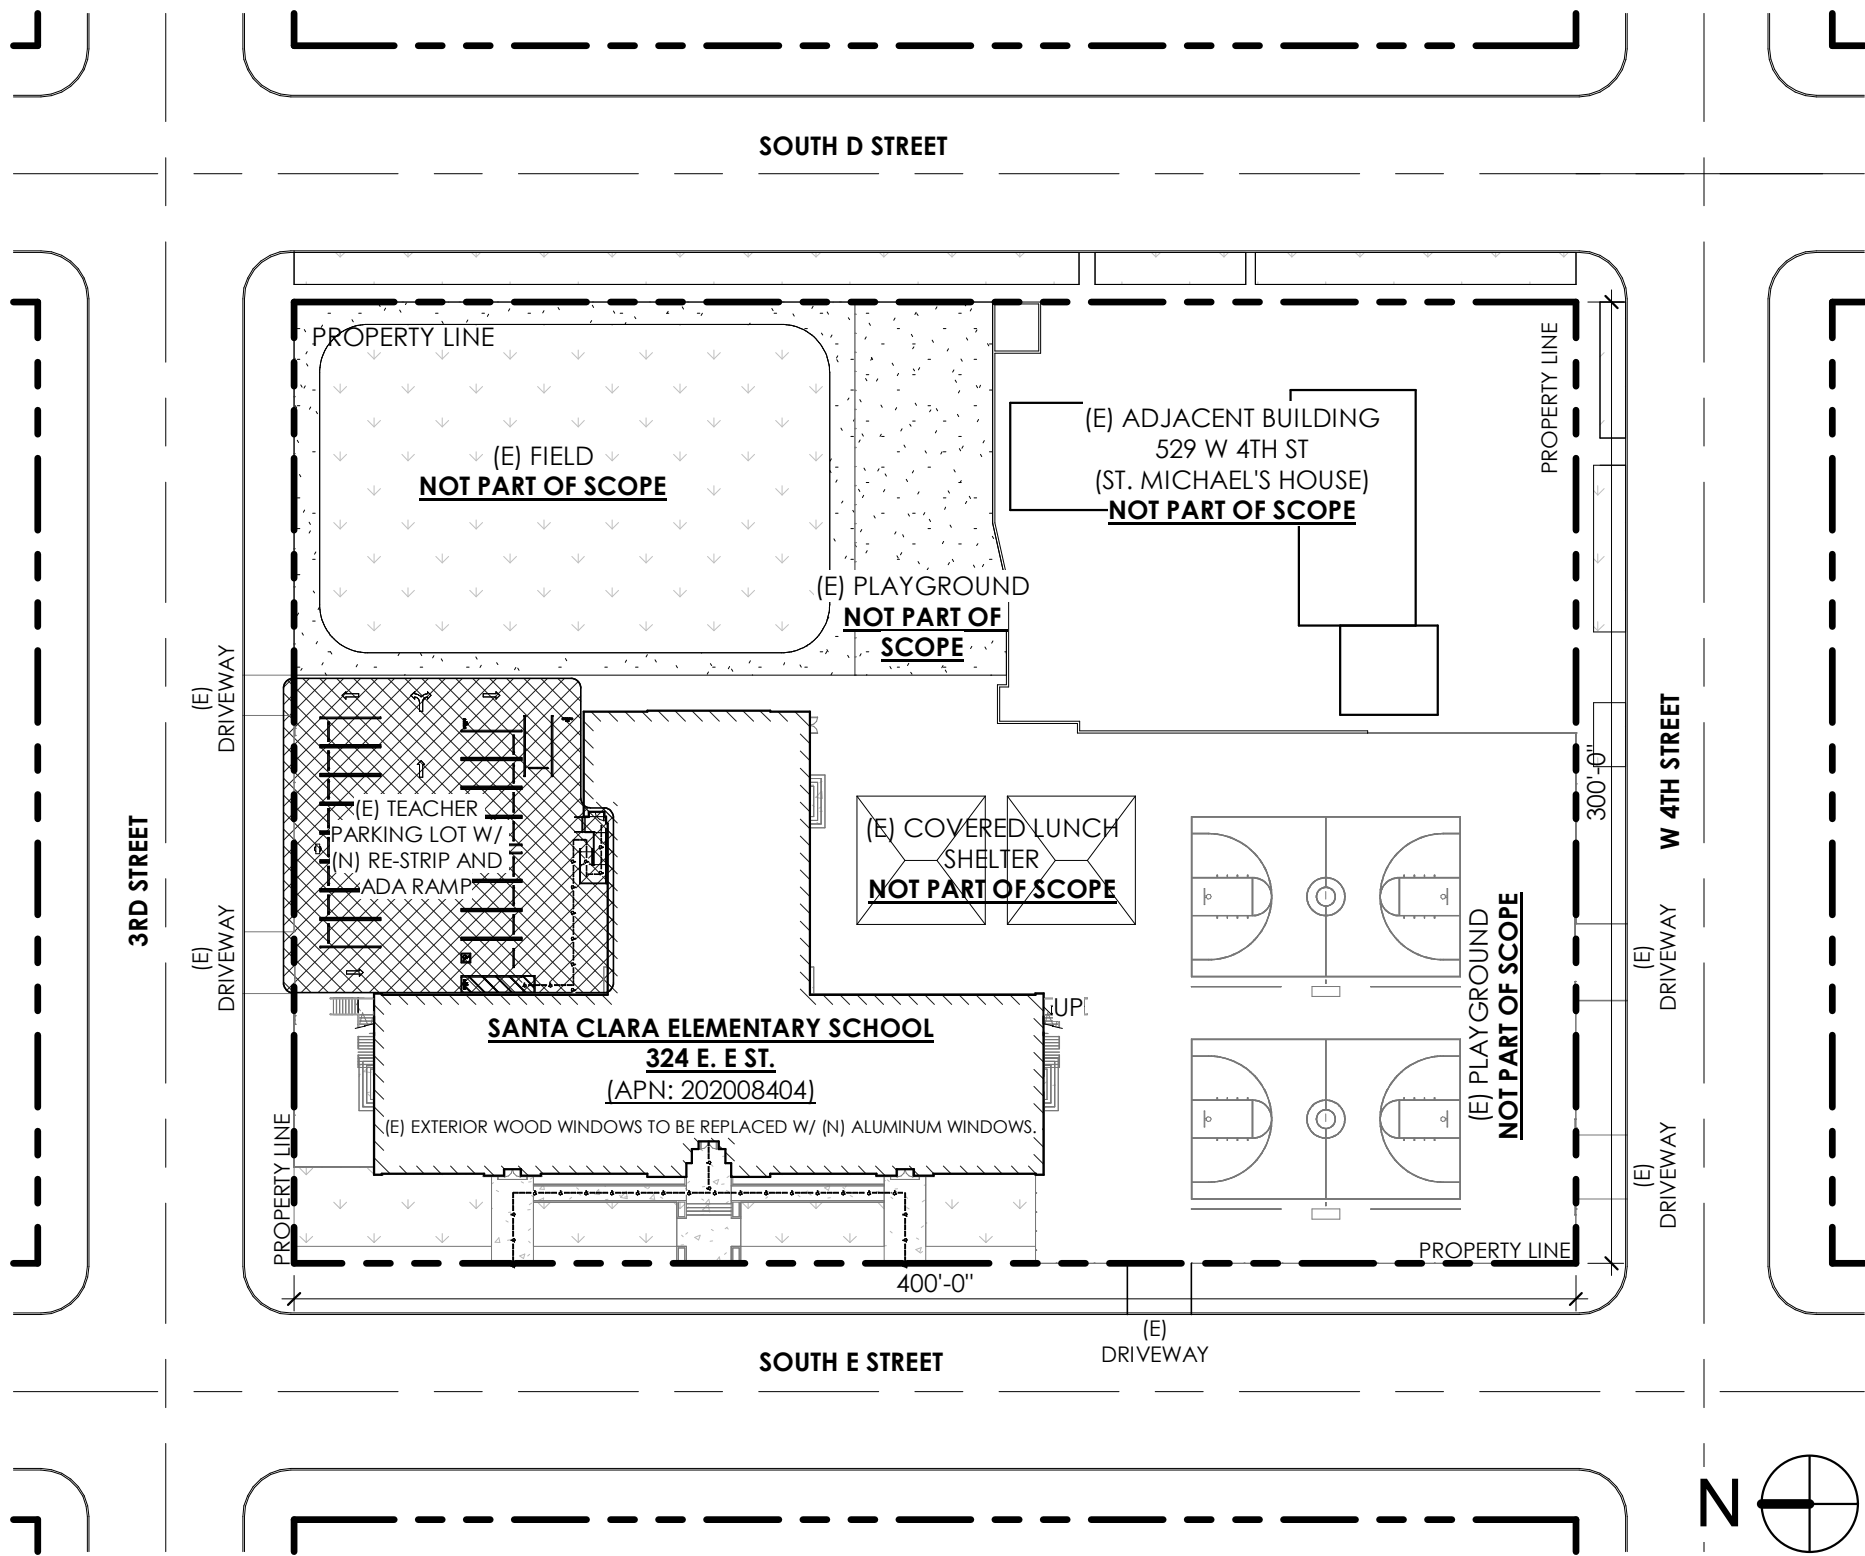 SOUTH D STREET
PROPERTY LINE
PROPERTY LINE
(E) FIELD
NOT PART OF SCOPE
(E) ADJACENT BUILDING
529 W 4TH ST
(ST. MICHAEL'S HOUSE)
NOT PART OF SCOPE
(E) PLAYGROUND
NOT PART OF
SCOPE
(E)
DRIVEWAY
3RD STREET
(E)
DRIVEWAY
(E) TEACHER
PARKING LOT W/
(N) RE-STRIP AND
ADA RAMP
(E) COVERED LUNCH
SHELTER
NOT PART OF SCOPE
300'-0"
W 4TH STREET
(E) PLAYGROUND
NOT PART OF SCOPE
(E)
DRIVEWAY
(E)
DRIVEWAY
UP
SANTA CLARA ELEMENTARY SCHOOL
324 E. E ST.
(APN: 202008404)
(E) EXTERIOR WOOD WINDOWS TO BE REPLACED W/ (N) ALUMINUM WINDOWS.
PROPERTY LINE
PROPERTY LINE
400'-0"
(E)
DRIVEWAY
SOUTH E STREET
N